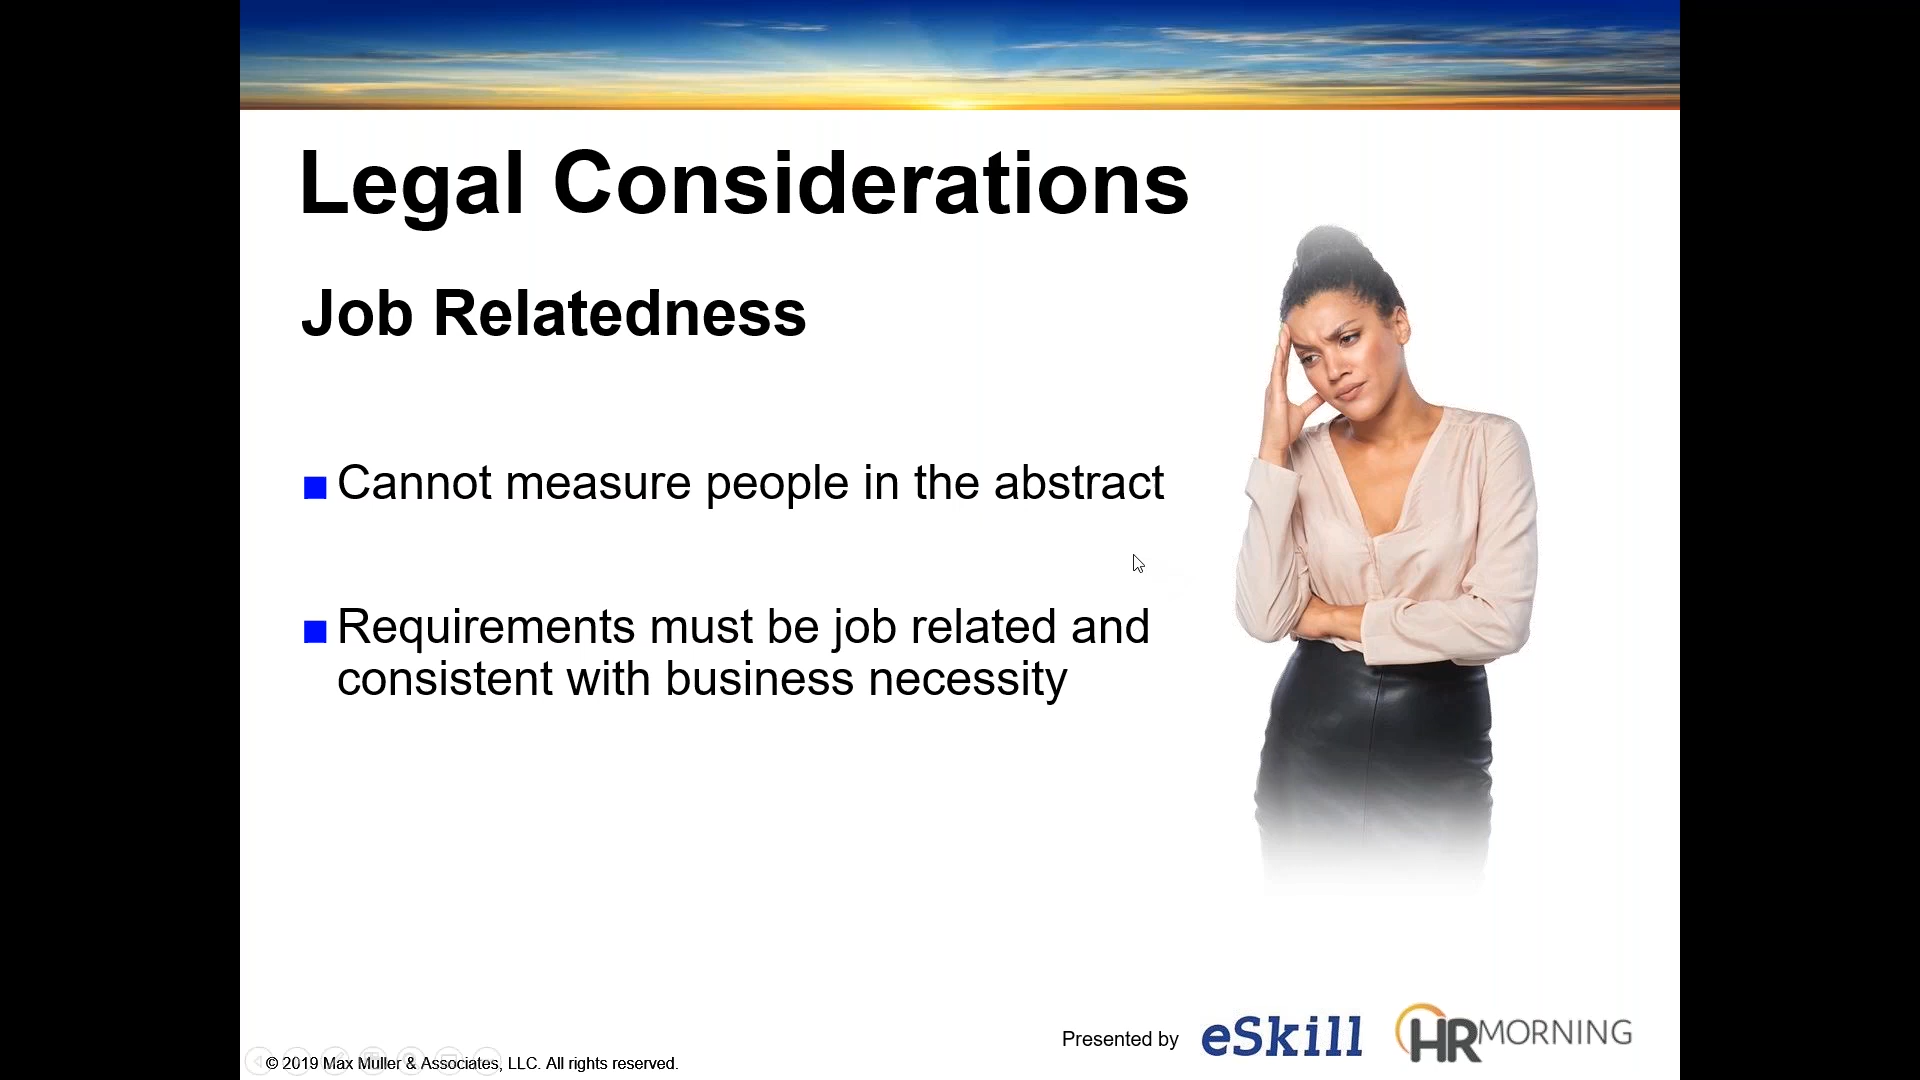 Legal Considerations
Job Relatedness
Cannot measure people in the abstract
Requirements must be job related and
consistent with business necessity
Presented by eSkill HRMORNING
© 2019 Max Muller & Associates, LLC. All rights reserved.